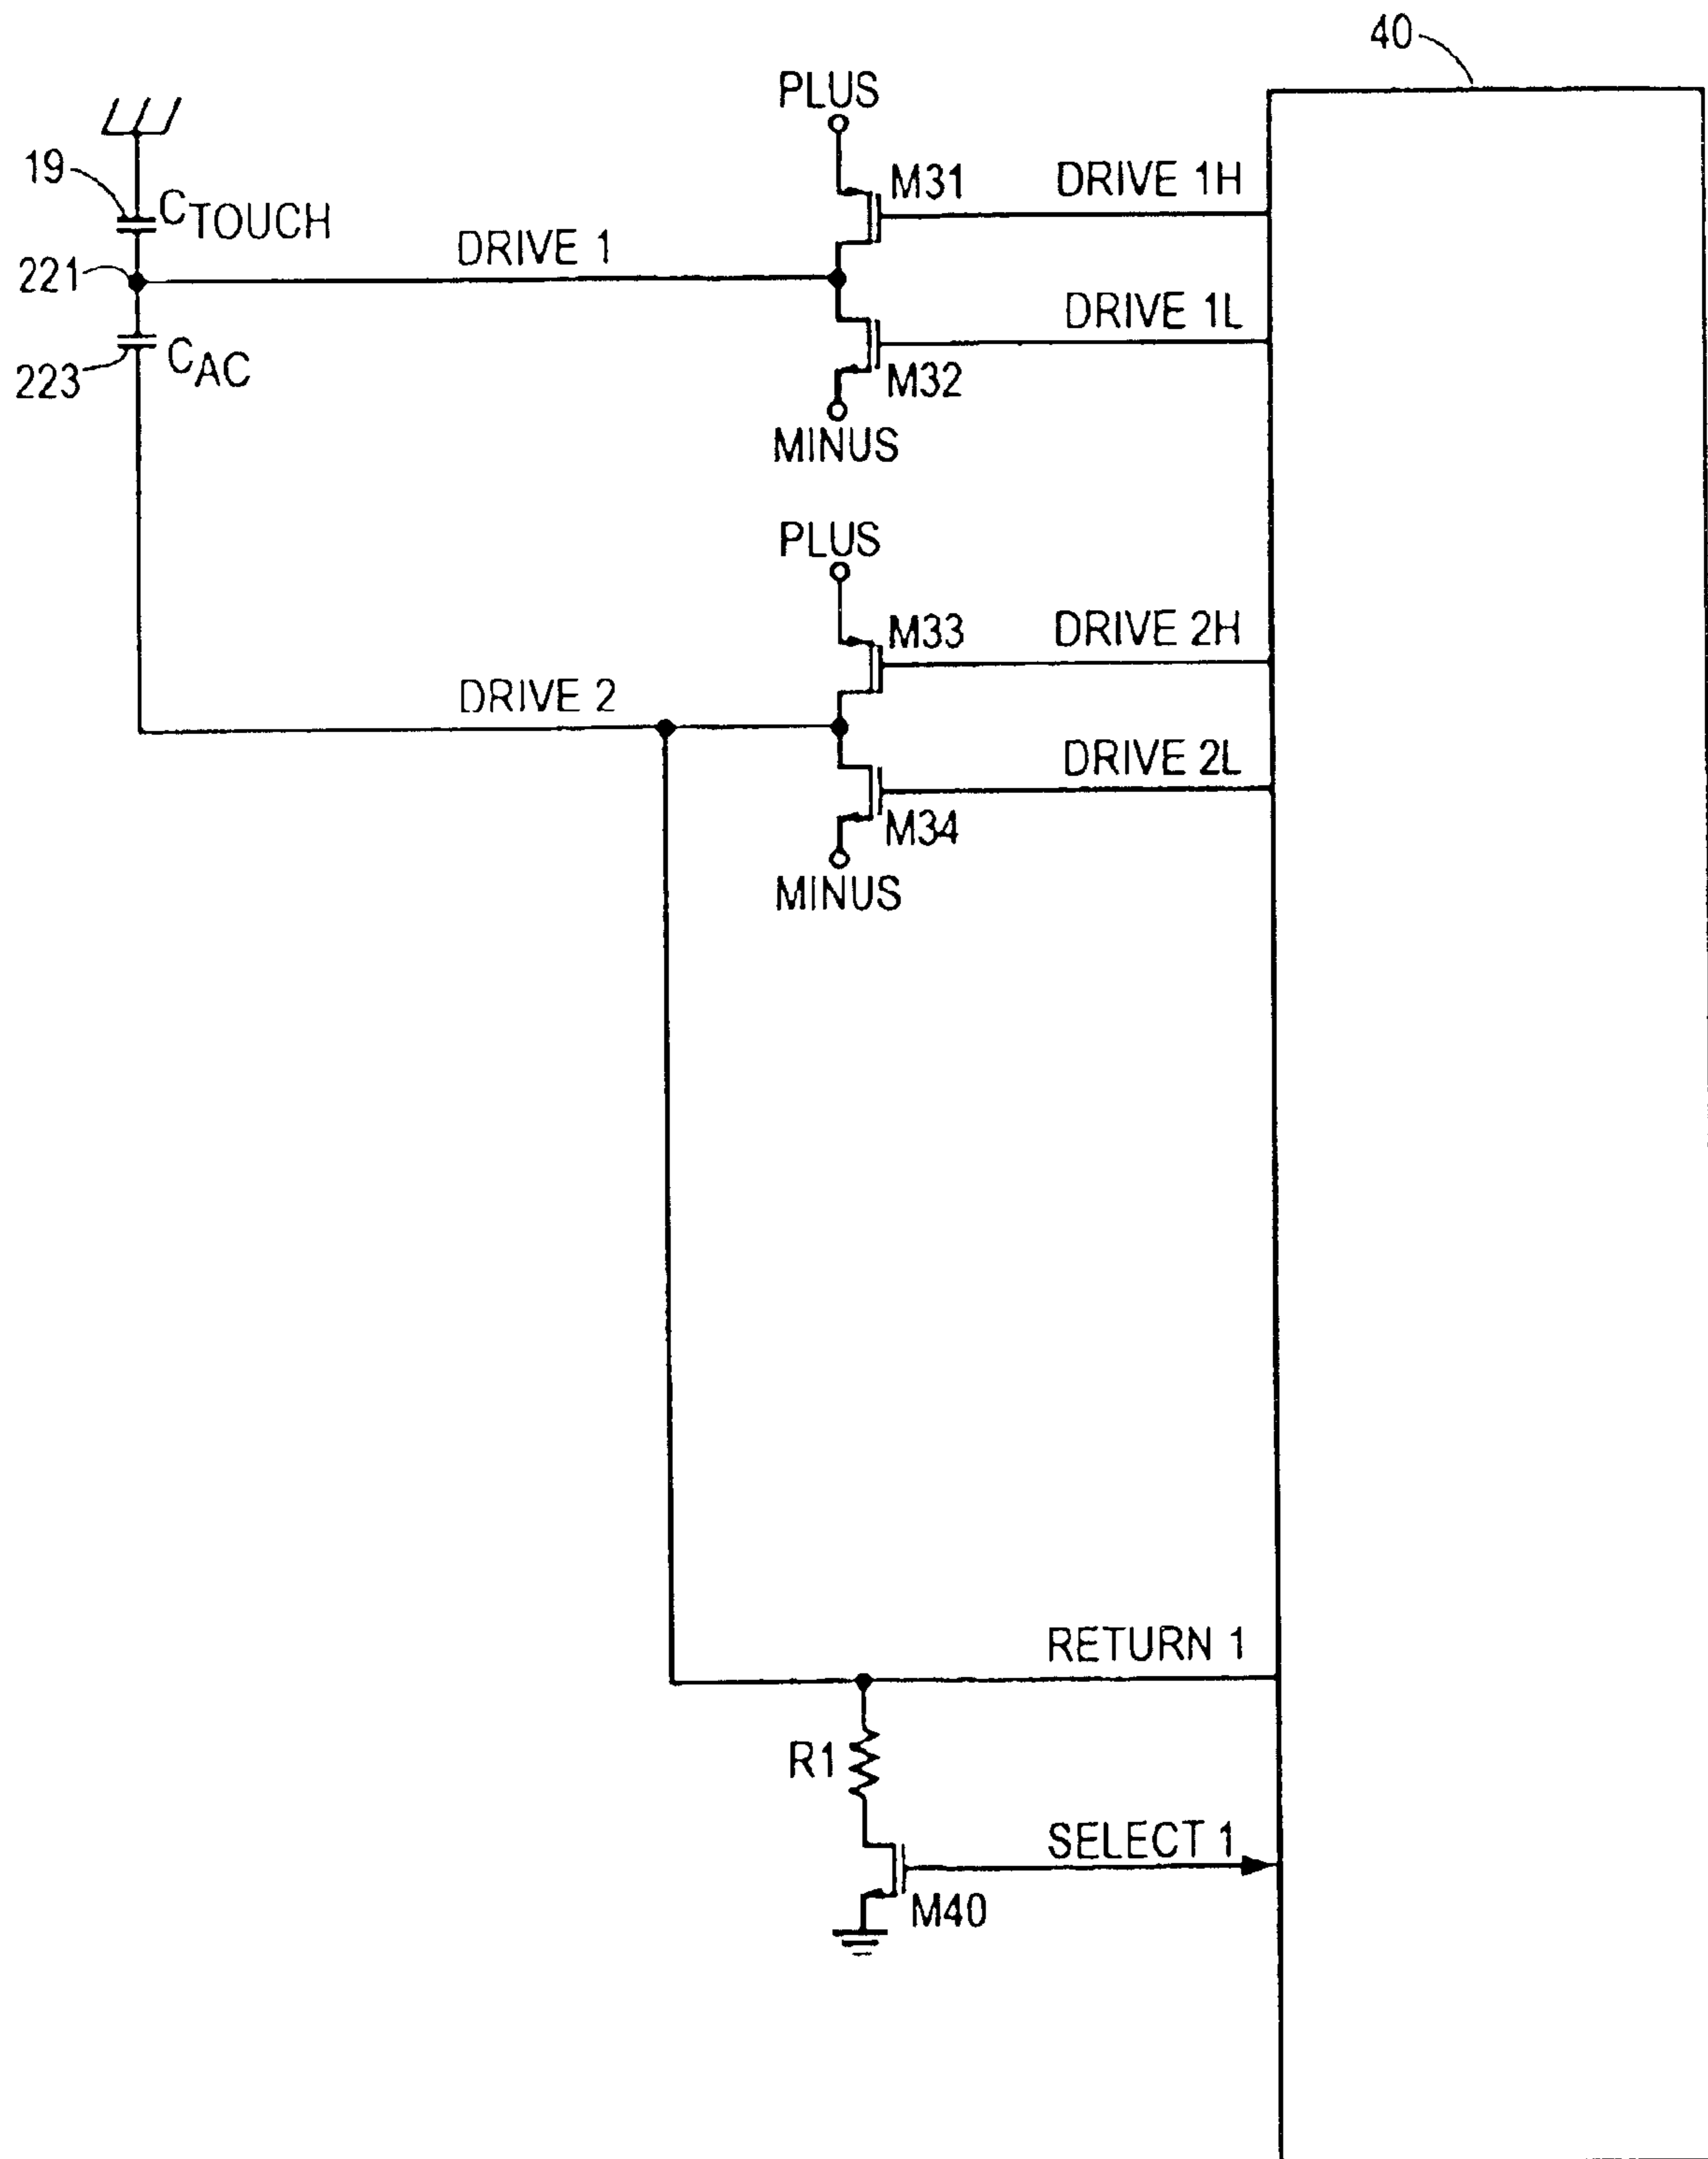 40
PLUS
19
CTOUCH
M31
DRIVE 1H
221
DRIVE 1
DRIVE 1L
223
CAC
M32
MINUS
PLUS
M33
DRIVE 2H
DRIVE 2
DRIVE 2L
M34
MINUS
RETURN 1
R1
SELECT 1
M40